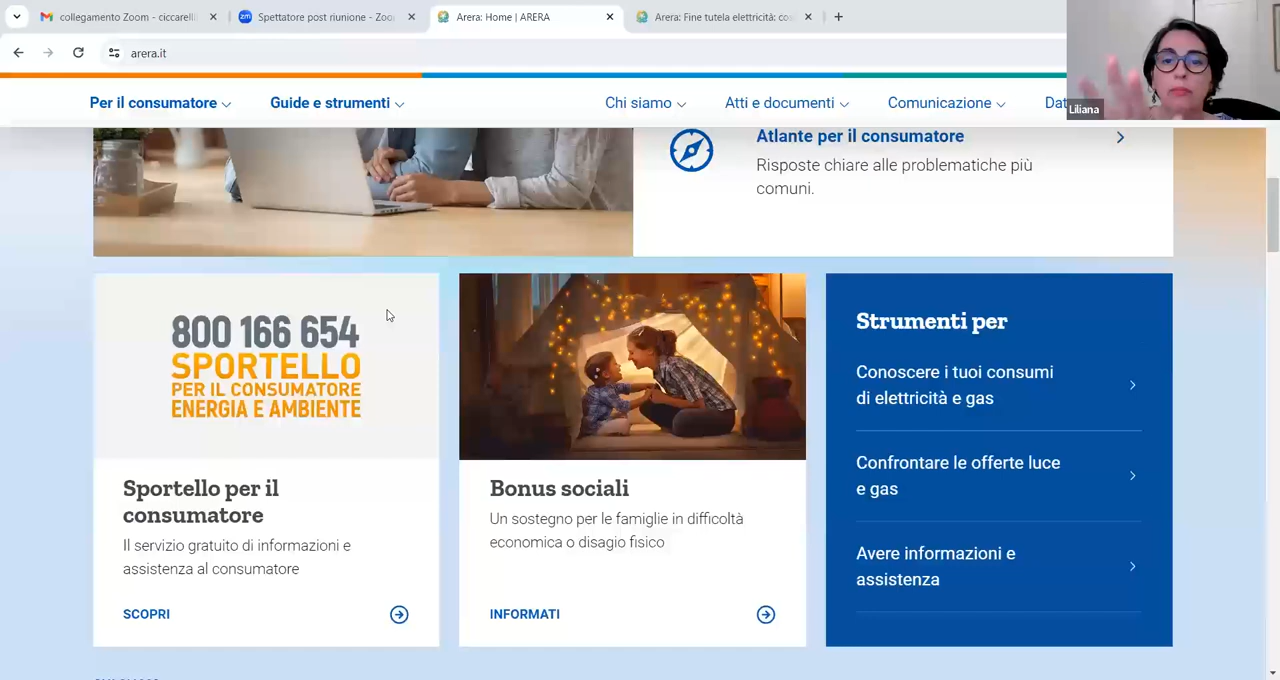 collegamento Zoom - ciccarelli
Spettatore post riunione - Zoo
Arera: Home | ARERA
Arera: Fine tutela elettricità: co
arera.it
Per il consumatore
Guide e strumenti
Chi siamo
Atti e documenti
Comunicazione
Dat
Liliana
Atlante per il consumatore
Risposte chiare alle problematiche più
comuni.
800 166 654
SPORTELLO
PER IL CONSUMATORE
ENERGIA E AMBIENTE
Sportello per il
consumatore
Il servizio gratuito di informazioni e
assistenza al consumatore
SCOPRI
Bonus sociali
Un sostegno per le famiglie in difficoltà
economica o disagio fisico
INFORMATI
Strumenti per
Conoscere i tuoi consumi
di elettricità e gas
Confrontare le offerte luce
e gas
Avere informazioni e
assistenza